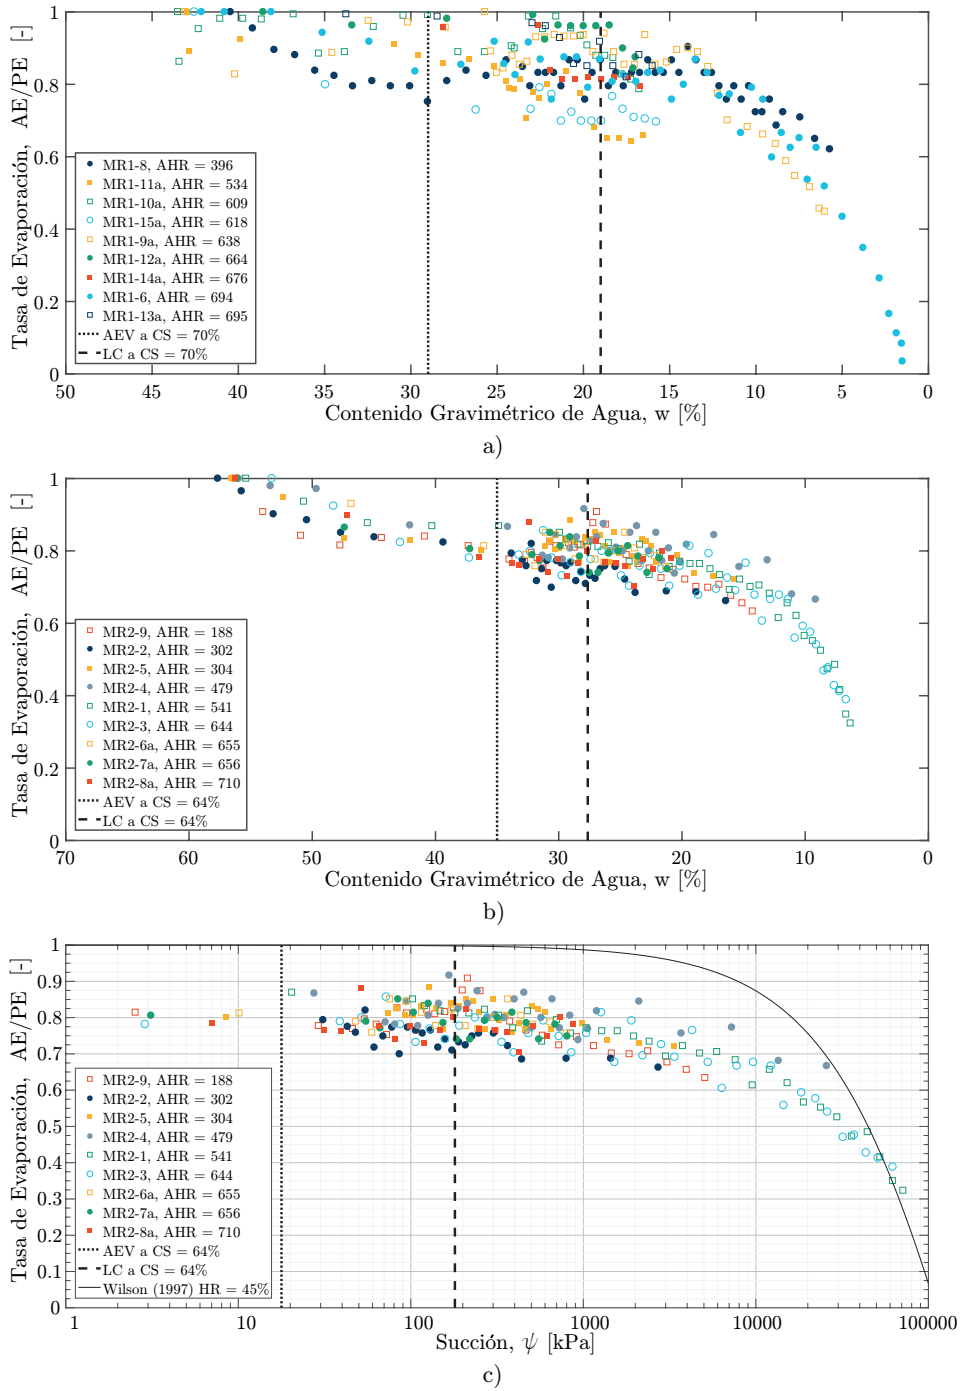 1
0.8
0.6
0.4
0.2
0
Tasa de Evaporación, AE/PE [-]
MR1-8, AHR = 396
MR1-11a, AHR = 534
MR1-10a, AHR = 609
MR1-15a, AHR = 618
MR1-9a, AHR = 638
MR1-12a, AHR = 664
MR1-14a, AHR = 676
MR1-6, AHR = 694
MR1-13a, AHR = 695
AEV a CS = 70%
LC a CS = 70%
50 45 40 35 30 25 20 15 10 5 0
Contenido Gravimétrico de Agua, w [%]
a)
1
0.8
0.6
0.4
0.2
0
Tasa de Evaporación, AE/PE [-]
MR2-9, AHR = 188
MR2-2, AHR = 302
MR2-5, AHR = 304
MR2-4, AHR = 479
MR2-1, AHR = 541
MR2-3, AHR = 644
MR2-6a, AHR = 655
MR2-7a, AHR = 656
MR2-8a, AHR = 710
AEV a CS = 64%
LC a CS = 64%
70 60 50 40 30 20 10 0
Contenido Gravimétrico de Agua, w [%]
b)
1
0.9
0.8
0.7
0.6
0.5
0.4
0.3
0.2
0.1
0
Tasa de Evaporación, AE/PE [-]
MR2-9, AHR = 188
MR2-2, AHR = 302
MR2-5, AHR = 304
MR2-4, AHR = 479
MR2-1, AHR = 541
MR2-3, AHR = 644
MR2-6a, AHR = 655
MR2-7a, AHR = 656
MR2-8a, AHR = 710
AEV a CS = 64%
LC a CS = 64%
Wilson (1997) HR = 45%
1 10 100 1000 10000 100000
Succión, ψ [kPa]
c)